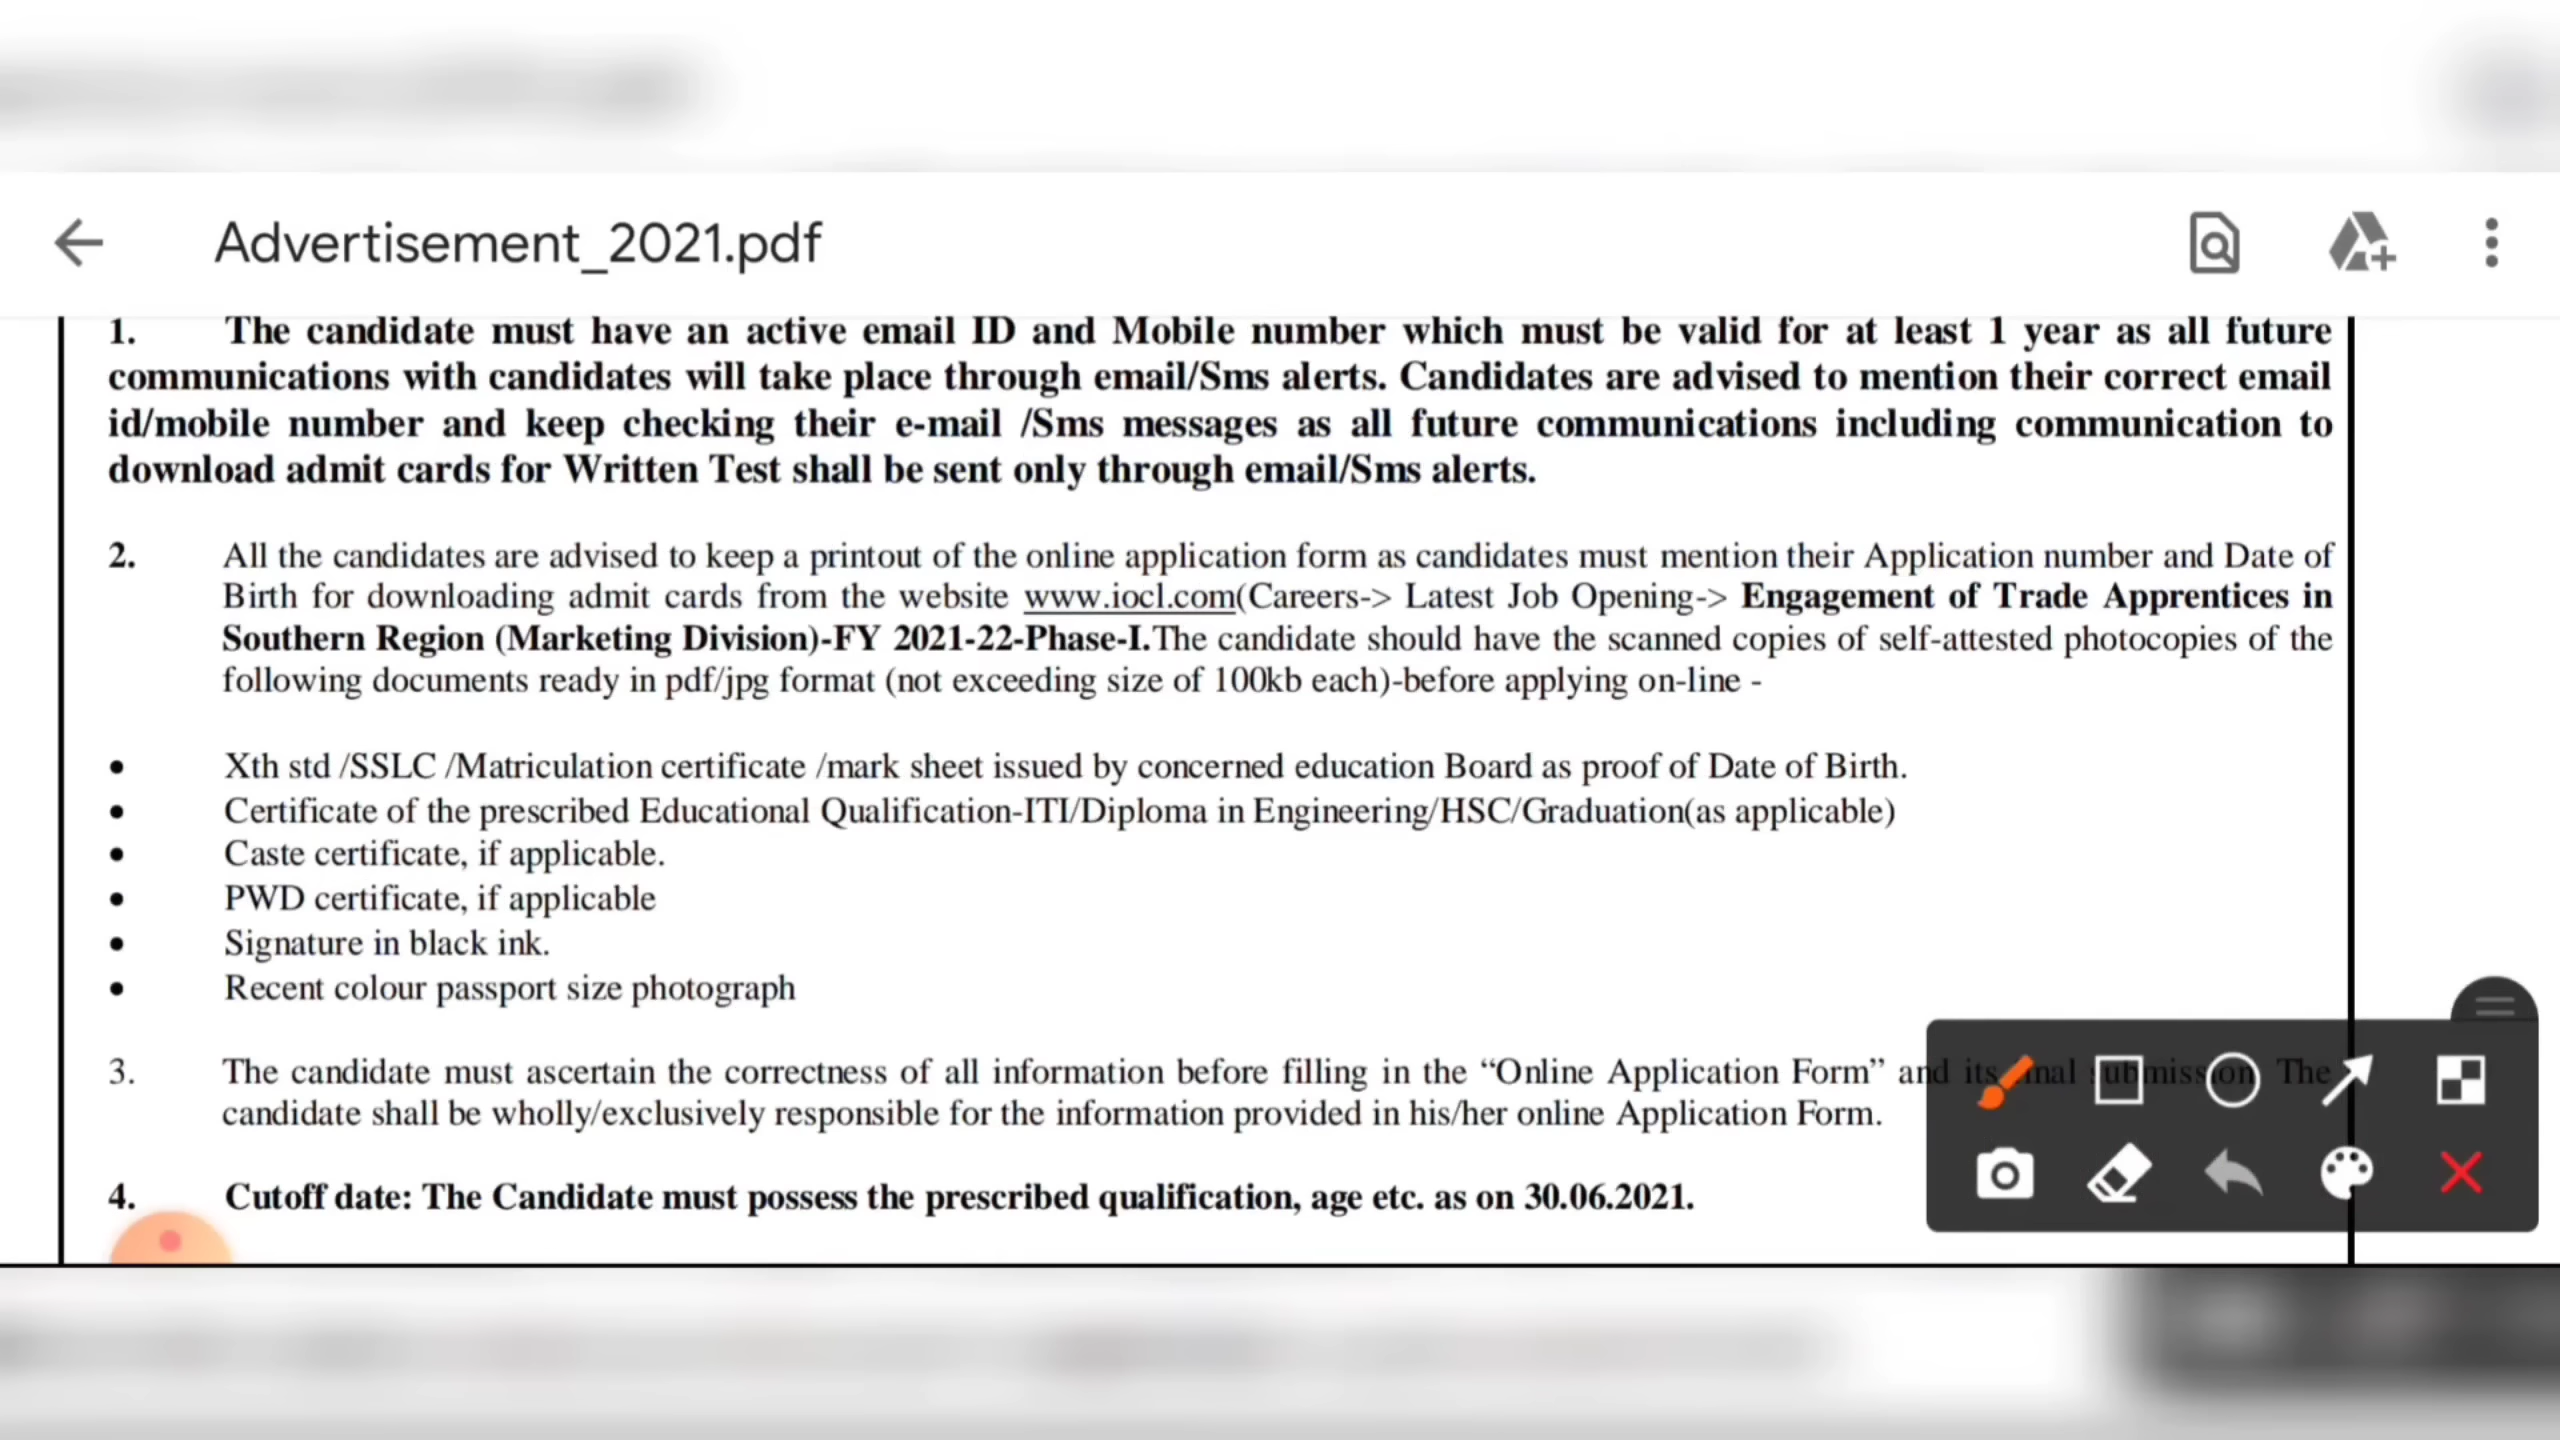 Advertisement_2021.pdf
1. The candidate must have an active email ID and Mobile number which must be valid for at least 1 year as all future
communications with candidates will take place through email/Sms alerts. Candidates are advised to mention their correct email
id/mobile number and keep checking their e-mail /Sms messages as all future communications including communication to
download admit cards for Written Test shall be sent only through email/Sms alerts.
2. All the candidates are advised to keep a printout of the online application form as candidates must mention their Application number and Date of
Birth for downloading admit cards from the website www.iocl.com(Careers-> Latest Job Opening-> Engagement of Trade Apprentices in
Southern Region (Marketing Division)-FY 2021-22-Phase-I.The candidate should have the scanned copies of self-attested photocopies of the
following documents ready in pdf/jpg format (not exceeding size of 100kb each)-before applying on-line -
• Xth std /SSLC /Matriculation certificate /mark sheet issued by concerned education Board as proof of Date of Birth.
• Certificate of the prescribed Educational Qualification-ITI/Diploma in Engineering/HSC/Graduation(as applicable)
• Caste certificate, if applicable.
• PWD certificate, if applicable
• Signature in black ink.
• Recent colour passport size photograph
3. The candidate must ascertain the correctness of all information before filling in the “Online Application Form” and its The
candidate shall be wholly/exclusively responsible for the information provided in his/her online Application Form.
4. Cutoff date: The Candidate must possess the prescribed qualification, age etc. as on 30.06.2021.